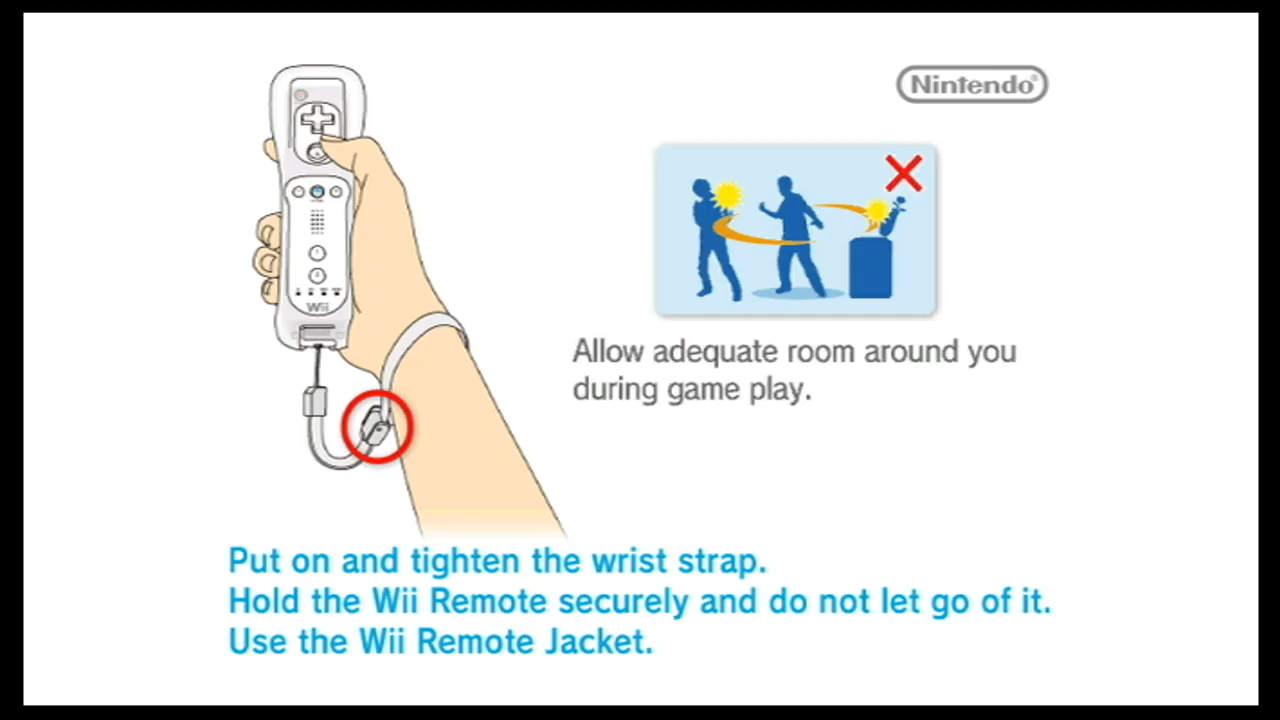 Nintendo®
Wii
Allow adequate room around you
during game play.
Put on and tighten the wrist strap.
Hold the Wii Remote securely and do not let go of it.
Use the Wii Remote Jacket.